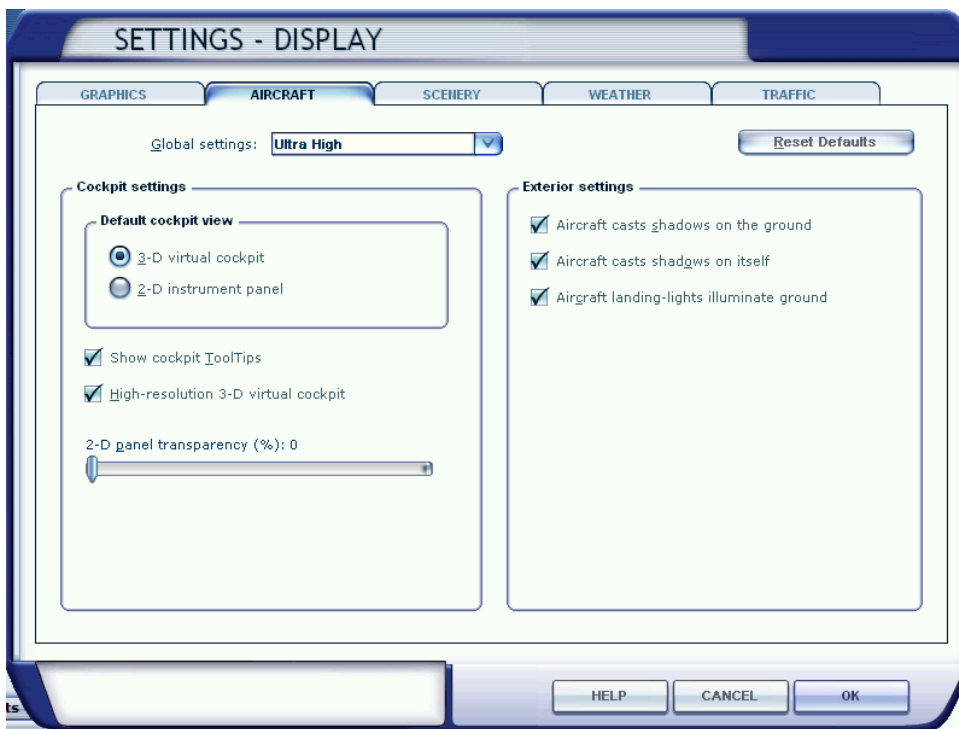 SETTINGS - DISPLAY
GRAPHICS AIRCRAFT SCENERY WEATHER TRAFFIC
Global settings: Ultra High Reset Defaults
Cockpit settings
Default cockpit view
3-D virtual cockpit
2-D instrument panel
Show cockpit ToolTips
High-resolution 3-D virtual cockpit
2-D panel transparency (%): 0
Exterior settings
Aircraft casts shadows on the ground
Aircraft casts shadows on itself
Aircraft landing-lights illuminate ground
ts
HELP CANCEL OK